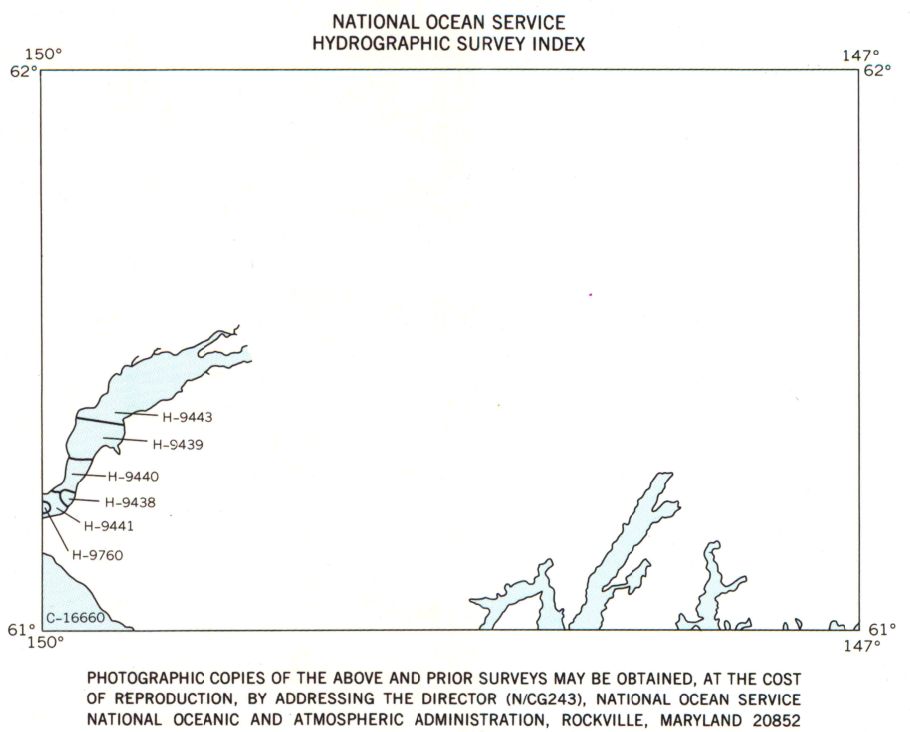 NATIONAL OCEAN SERVICE
HYDROGRAPHIC SURVEY INDEX
150°
147°
62°
62°
H-9443
H-9439
H-9440
H-9438
H-9441
H-9760
C-16660
61°
61°
150°
147°
PHOTOGRAPHIC COPIES OF THE ABOVE AND PRIOR SURVEYS MAY BE OBTAINED, AT THE COST
OF REPRODUCTION, BY ADDRESSING THE DIRECTOR (N/CG243), NATIONAL OCEAN SERVICE
NATIONAL OCEANIC AND ATMOSPHERIC ADMINISTRATION, ROCKVILLE, MARYLAND 20852